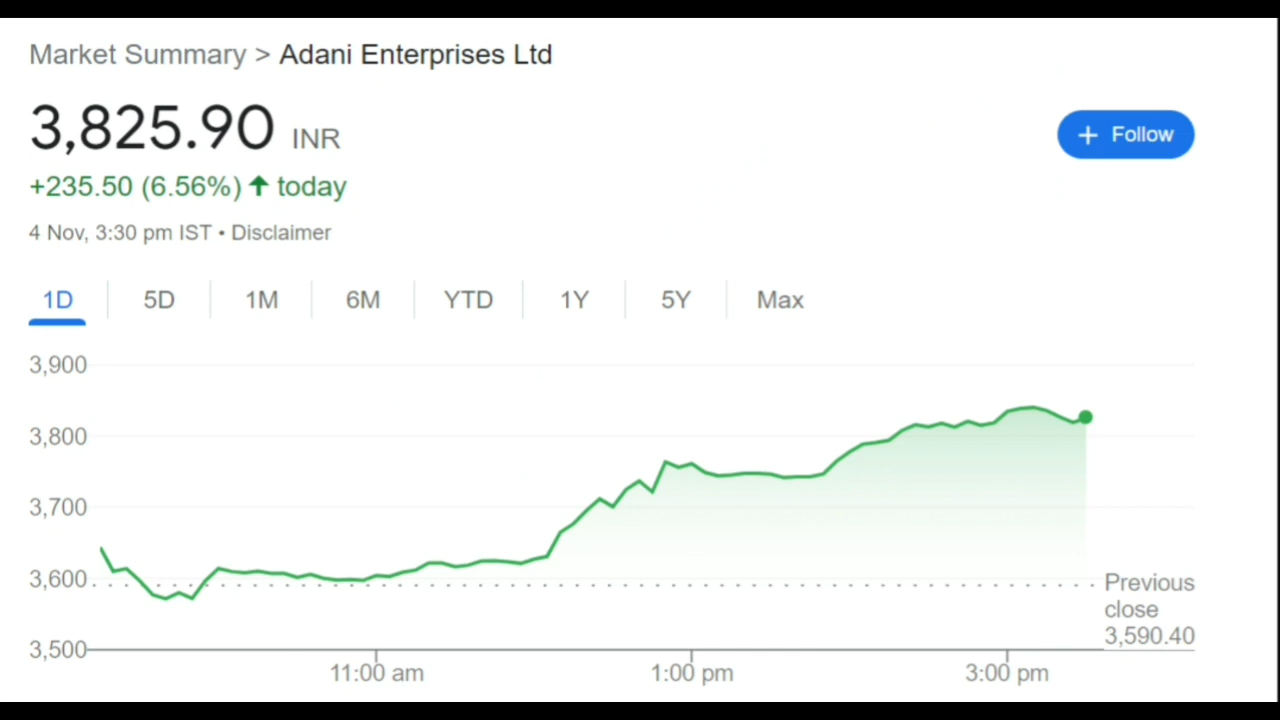 Market Summary > Adani Enterprises Ltd
3,825.90 INR
+ Follow
+235.50 (6.56%) ↑ today
4 Nov, 3:30 pm IST • Disclaimer
1D 5D 1M 6M YTD 1Y 5Y Max
3,900
3,800
3,700
3,600
3,500
Previous
close
3,590.40
11:00 am 1:00 pm 3:00 pm